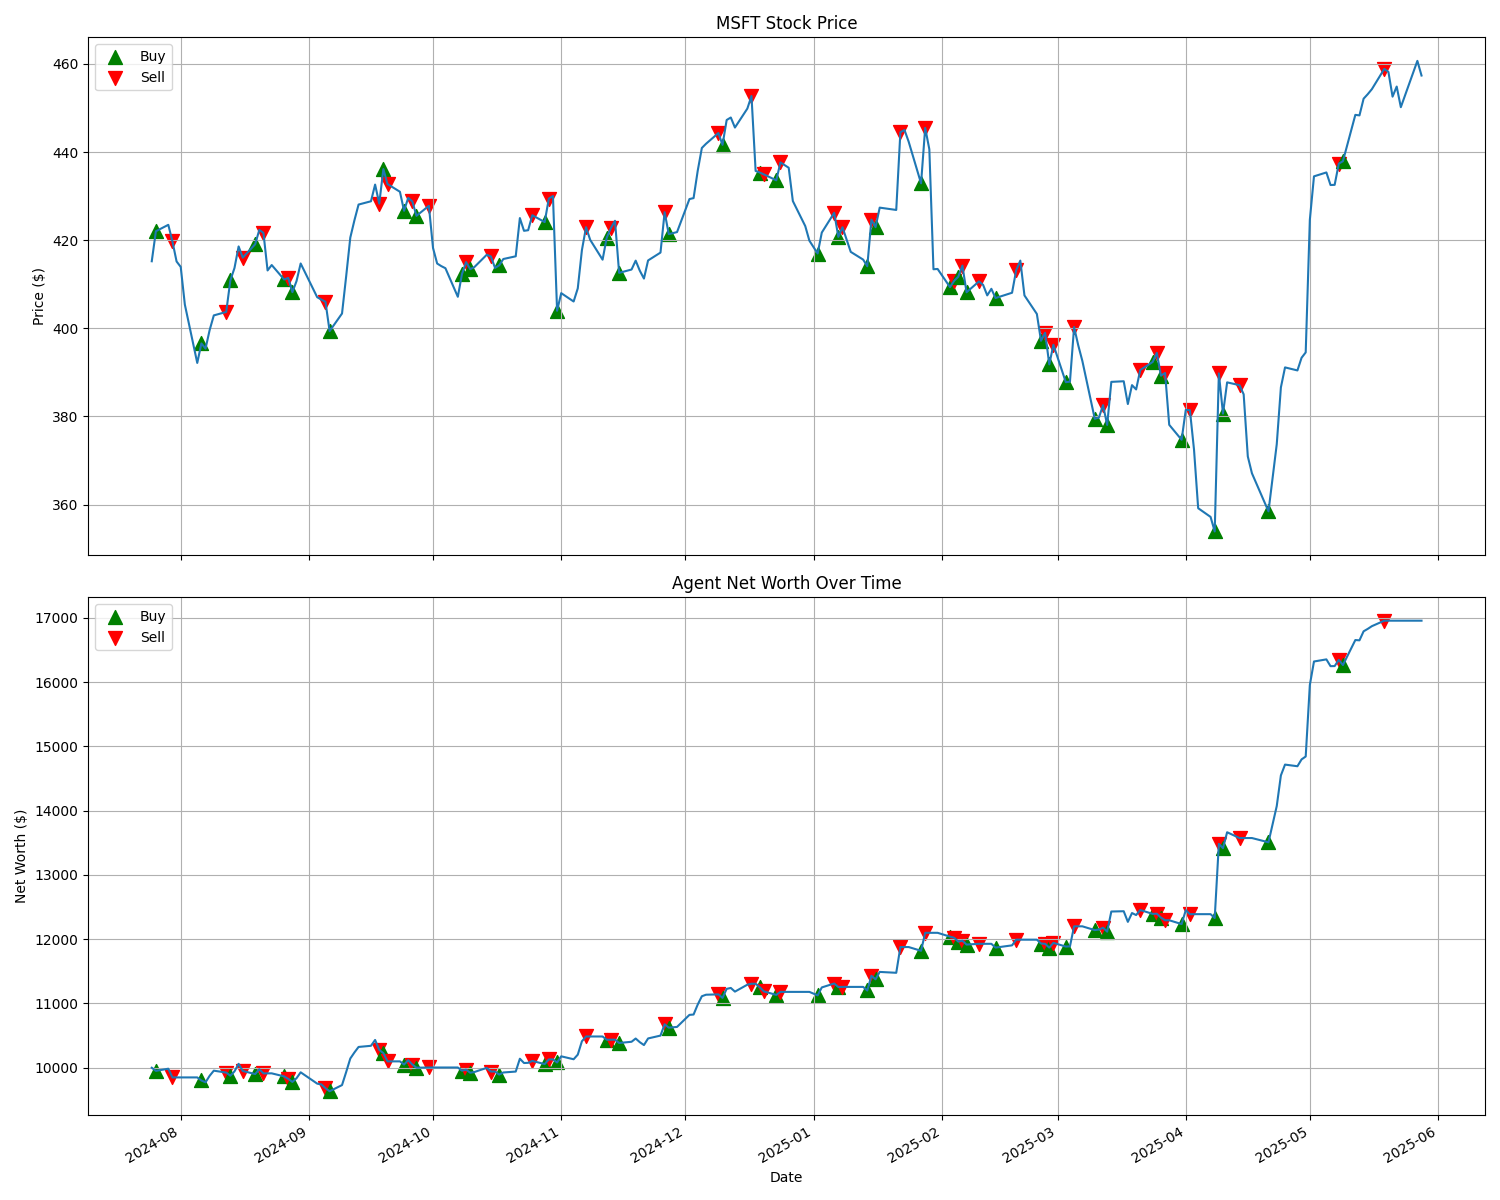 MSFT Stock Price
Buy
Sell
Price ($)
460
440
420
400
380
360
Agent Net Worth Over Time
Buy
Sell
Net Worth ($)
17000
16000
15000
14000
13000
12000
11000
10000
2024-08
2024-09
2024-10
2024-11
2024-12
2025-01
2025-02
2025-03
2025-04
2025-05
2025-06
Date